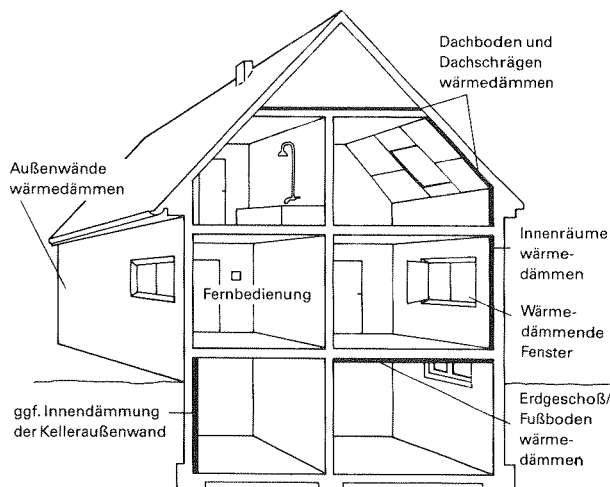 Dachboden und
Dachschrägen
wärmedämmen
Außenwände
wärmedämmen
Innenräume
wärme-
dämmen
Fernbedienung
Wärme-
dämmende
Fenster
ggf. Innendämmung
der Kelleraußenwand
Erdgeschoß/
Fußboden
wärme-
dämmen